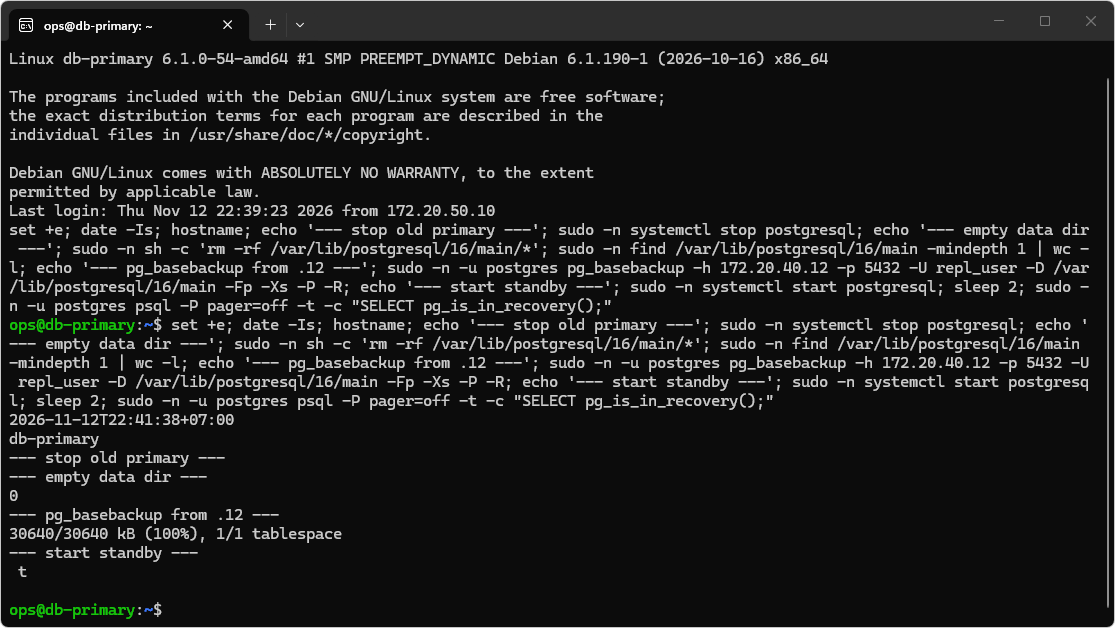 ops@db-primary: ~
Linux db-primary 6.1.0-54-amd64 #1 SMP PREEMPT_DYNAMIC Debian 6.1.190-1 (2026-10-16) x86_64
The programs included with the Debian GNU/Linux system are free software;
the exact distribution terms for each program are described in the
individual files in /usr/share/doc/*/copyright.
Debian GNU/Linux comes with ABSOLUTELY NO WARRANTY, to the extent
permitted by applicable law.
Last login: Thu Nov 12 22:39:23 2026 from 172.20.50.10
set +e; date -Is; hostname; echo '--- stop old primary ---'; sudo -n systemctl stop postgresql; echo '--- empty data dir
 ---'; sudo -n sh -c 'rm -rf /var/lib/postgresql/16/main/*'; sudo -n find /var/lib/postgresql/16/main -mindepth 1 | wc -
l; echo '--- pg_basebackup from .12 ---'; sudo -n -u postgres pg_basebackup -h 172.20.40.12 -p 5432 -U repl_user -D /var
/lib/postgresql/16/main -Fp -Xs -P -R; echo '--- start standby ---'; sudo -n systemctl start postgresql; sleep 2; sudo -
n -u postgres psql -P pager=off -t -c "SELECT pg_is_in_recovery();"
ops@db-primary:~$ set +e; date -Is; hostname; echo '--- stop old primary ---'; sudo -n systemctl stop postgresql; echo '
--- empty data dir ---'; sudo -n sh -c 'rm -rf /var/lib/postgresql/16/main/*'; sudo -n find /var/lib/postgresql/16/main
-mindepth 1 | wc -l; echo '--- pg_basebackup from .12 ---'; sudo -n -u postgres pg_basebackup -h 172.20.40.12 -p 5432 -U
 repl_user -D /var/lib/postgresql/16/main -Fp -Xs -P -R; echo '--- start standby ---'; sudo -n systemctl start postgresq
l; sleep 2; sudo -n -u postgres psql -P pager=off -t -c "SELECT pg_is_in_recovery();"
2026-11-12T22:41:38+07:00
db-primary
--- stop old primary ---
--- empty data dir ---
0
--- pg_basebackup from .12 ---
30640/30640 kB (100%), 1/1 tablespace
--- start standby ---
 t
ops@db-primary:~$